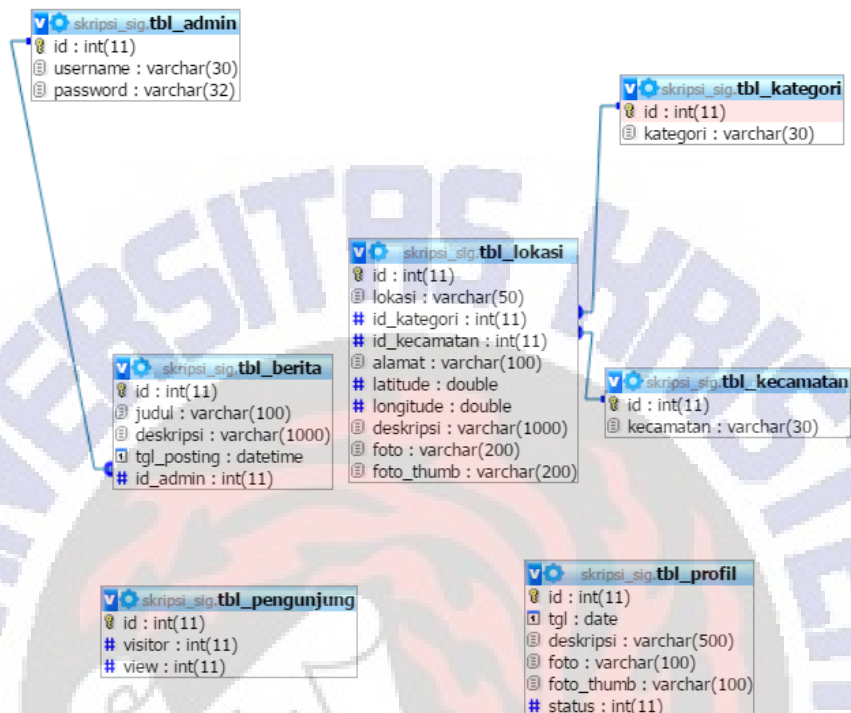 skripsi_sig.tbl_admin
id : int(11)
username : varchar(30)
password : varchar(32)
skripsi_sig.tbl_kategori
id : int(11)
kategori : varchar(30)
skripsi_sig.tbl_lokasi
id : int(11)
lokasi : varchar(50)
# id_kategori : int(11)
# id_kecamatan : int(11)
alamat : varchar(100)
# latitude : double
# longitude : double
deskripsi : varchar(1000)
foto : varchar(200)
foto_thumb : varchar(200)
skripsi_sig.tbl_berita
id : int(11)
judul : varchar(100)
deskripsi : varchar(1000)
tgl_posting : datetime
# id_admin : int(11)
skripsi_sig.tbl_kecamatan
id : int(11)
kecamatan : varchar(30)
skripsi_sig.tbl_pengunjung
id : int(11)
# visitor : int(11)
# view : int(11)
skripsi_sig.tbl_profil
id : int(11)
tgl : date
deskripsi : varchar(500)
foto : varchar(100)
foto_thumb : varchar(100)
# status : int(11)